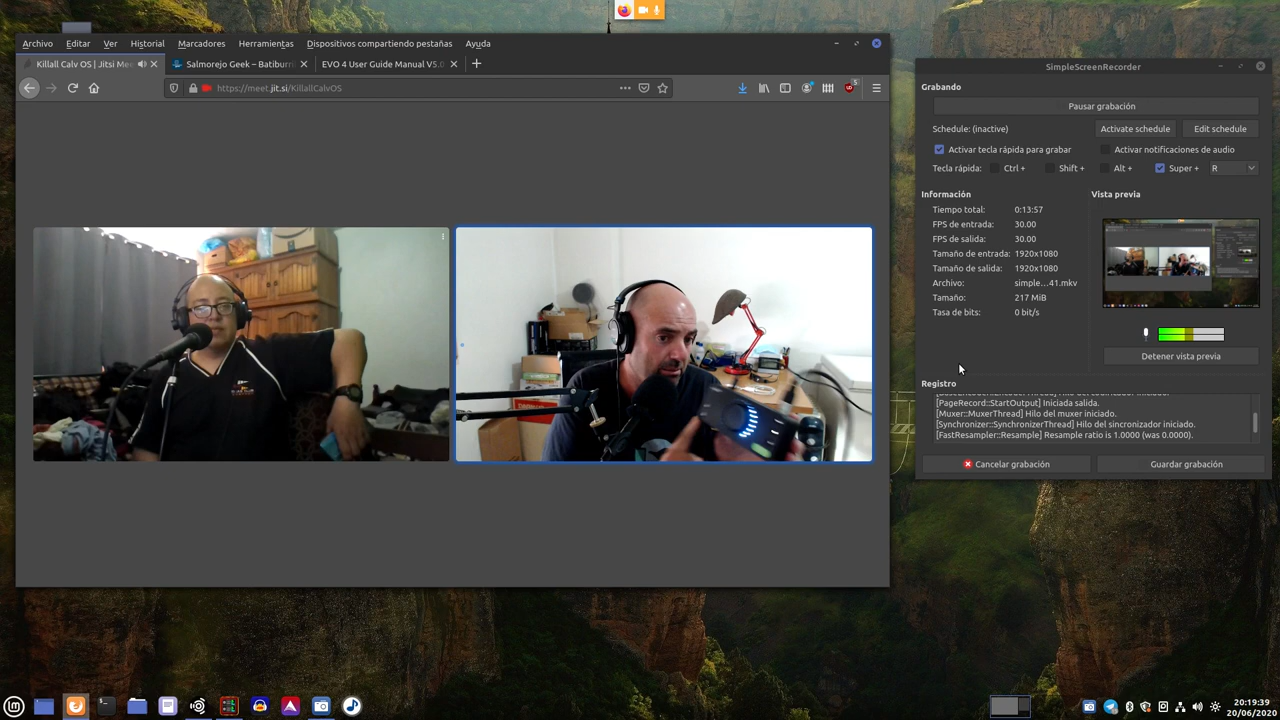 Archivo Editar Ver Historial Marcadores Herramientas Dispositivos compartiendo pestañas Ayuda
Killall Calv OS | Jitsi Mee
Salmorejo Geek – Batiburri
EVO 4 User Guide Manual V5.0
https://meet.jit.si/KillallCalvOS
5
SimpleScreenRecorder
Grabando
Pausar grabación
Schedule: (inactive) Activate schedule Edit schedule
Activar tecla rápida para grabar Activar notificaciones de audio
Tecla rápida: Ctrl + Shift + Alt + Super + R
Información
Vista previa
Tiempo total: 0:13:57
FPS de entrada: 30.00
FPS de salida: 30.00
Tamaño de entrada: 1920x1080
Tamaño de salida: 1920x1080
Archivo: simple…41.mkv
Tamaño: 217 MiB
Tasa de bits: 0 bit/s
Detener vista previa
Registro
[PageRecord::StartOutput] Iniciada salida.
[Muxer::MuxerThread] Hilo del muxer iniciado.
[Synchronizer::SynchronizerThread] Hilo del sincronizador iniciado.
[FastResampler::Resample] Resample ratio is 1.0000 (was 0.0000).
Cancelar grabación Guardar grabación
20:19:39
20/06/2020